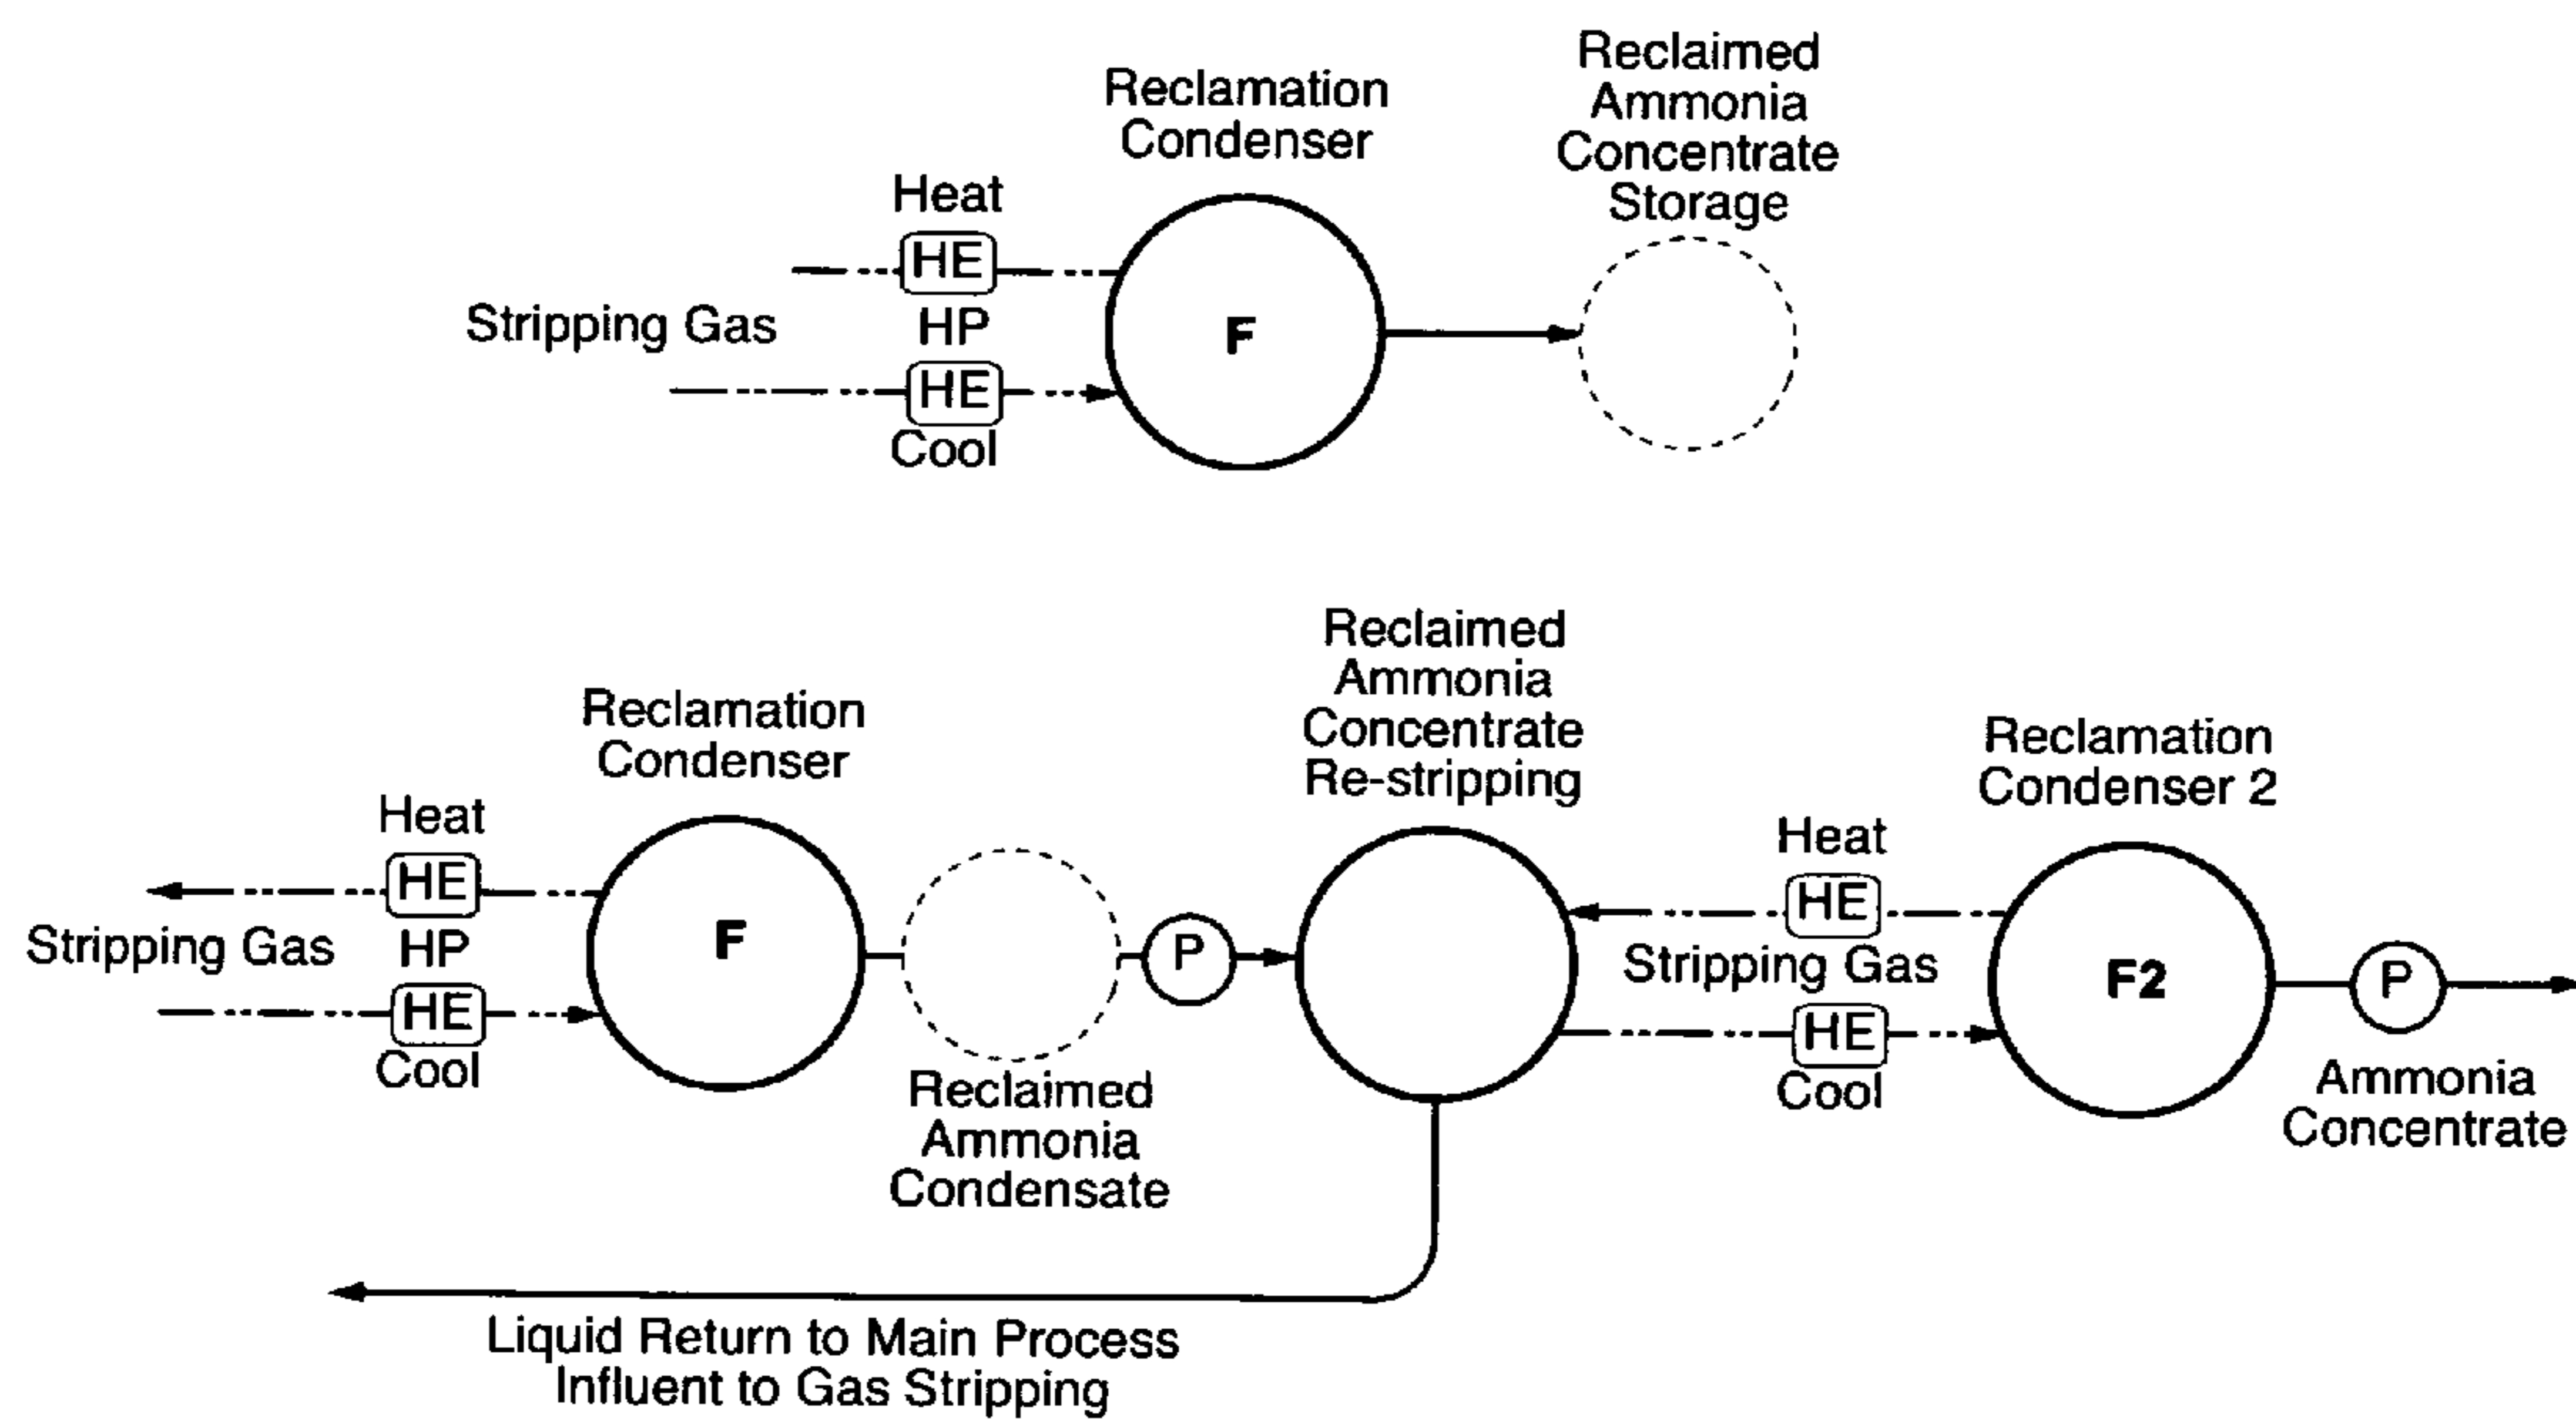 Reclamation
Condenser
Reclaimed
Ammonia
Concentrate
Storage
Heat
HE
Stripping Gas
HP
F
HE
Cool
Reclamation
Condenser
Reclaimed
Ammonia
Concentrate
Re-stripping
Reclamation
Condenser 2
Heat
HE
Stripping Gas
HP
F
HE
Cool
Reclaimed
Ammonia
Condensate
P
Heat
HE
Stripping Gas
HE
Cool
F2
P
Ammonia
Concentrate
Liquid Return to Main Process
Influent to Gas Stripping